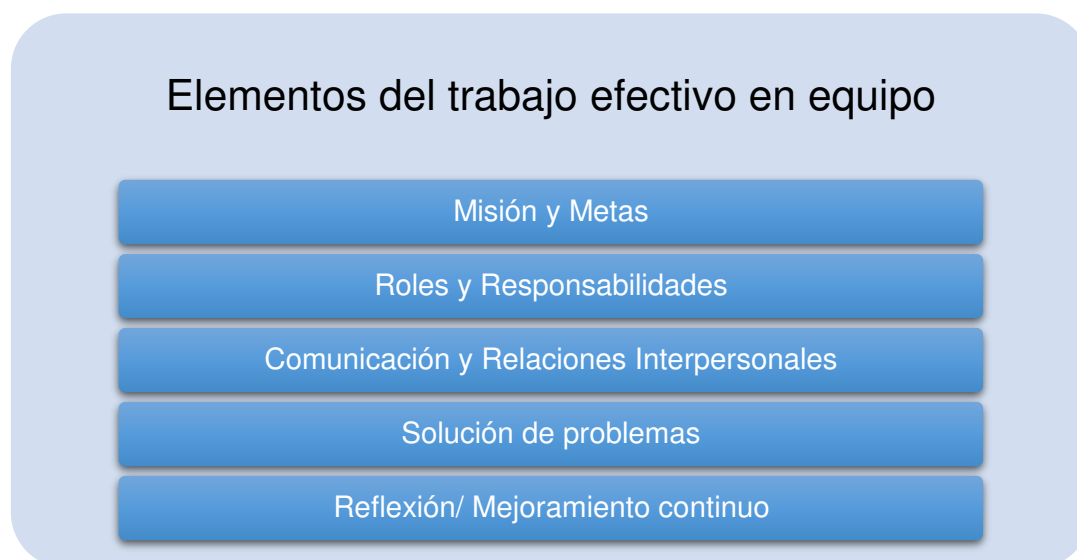 Elementos del trabajo efectivo en equipo
Misión y Metas
Roles y Responsabilidades
Comunicación y Relaciones Interpersonales
Solución de problemas
Reflexión/ Mejoramiento continuo